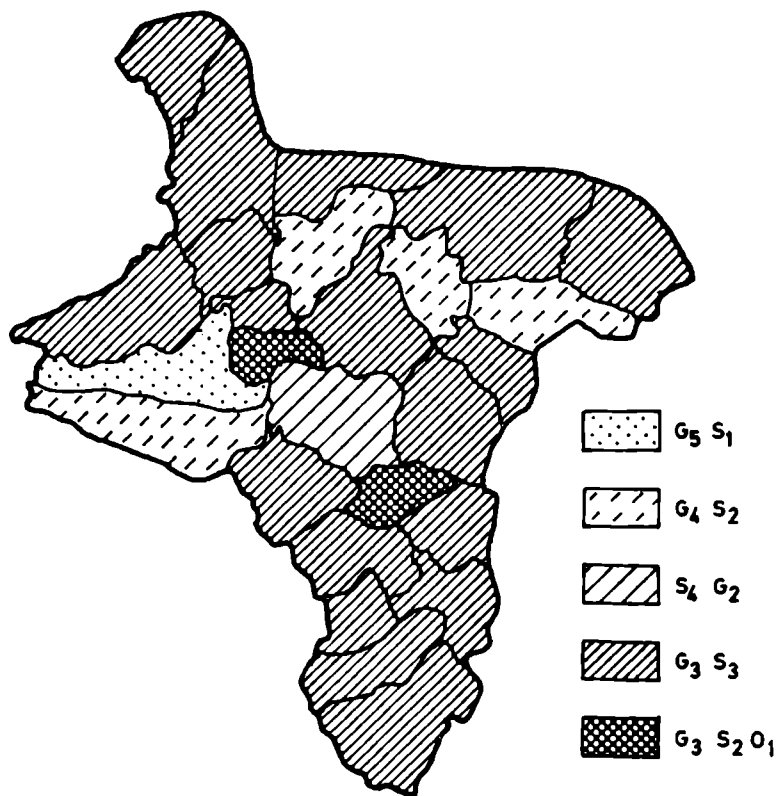 G₅ S₁
G₄ S₂
S₄ G₂
G₃ S₃
G₃ S₂ O₁